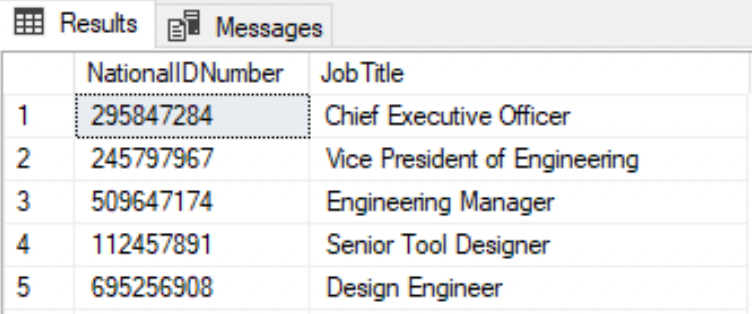 Results Messages
NationalIDNumber JobTitle
1 295847284 Chief Executive Officer
2 245797967 Vice President of Engineering
3 509647174 Engineering Manager
4 112457891 Senior Tool Designer
5 695256908 Design Engineer